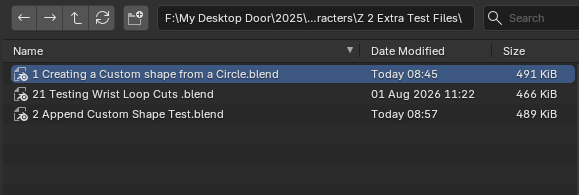 F:\My Desktop Door\2025\...racters\Z 2 Extra Test Files\ Search
Name Date Modified Size
1 Creating a Custom shape from a Circle.blend Today 08:45 491 KiB
21 Testing Wrist Loop Cuts .blend 01 Aug 2026 11:22 466 KiB
2 Append Custom Shape Test.blend Today 08:57 489 KiB